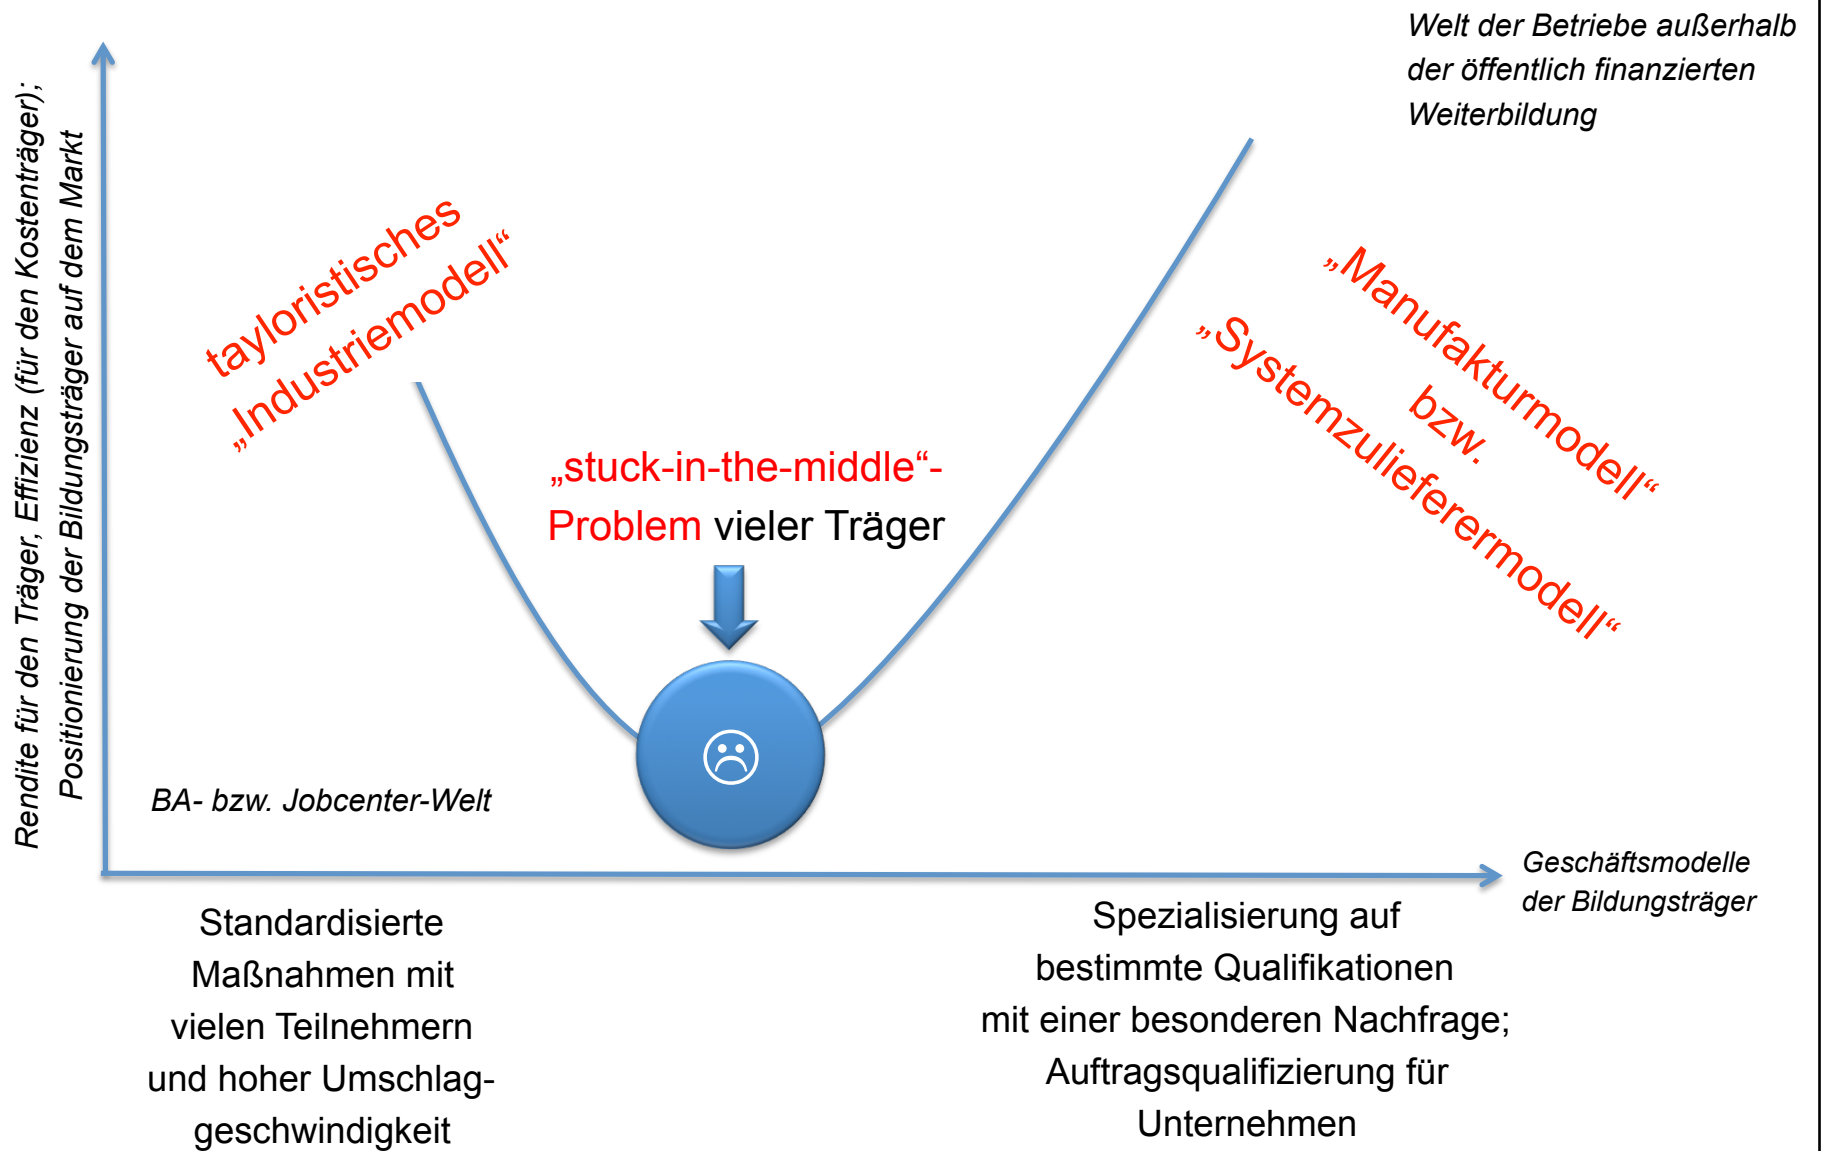 Welt der Betriebe außerhalb
der öffentlich finanzierten
Weiterbildung
Rendite für den Träger, Effizienz (für den Kostenträger);
Positionierung der Bildungsträger auf dem Markt
tayloristisches
„Industriemodell“
„Manufakturmodell“
bzw.
„Systemzulieferermodell“
„stuck-in-the-middle“-
Problem vieler Träger
BA- bzw. Jobcenter-Welt
Geschäftsmodelle
der Bildungsträger
Standardisierte
Maßnahmen mit
vielen Teilnehmern
und hoher Umschlag-
geschwindigkeit
Spezialisierung auf
bestimmte Qualifikationen
mit einer besonderen Nachfrage;
Auftragsqualifizierung für
Unternehmen